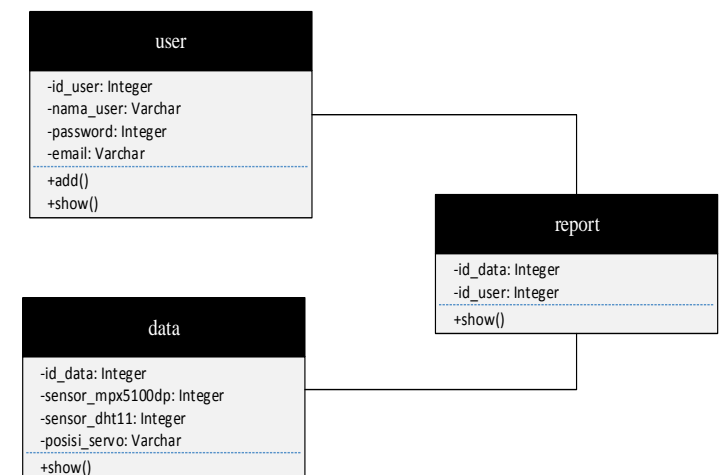 user
-id_user: Integer
-nama_user: Varchar
-password: Integer
-email: Varchar
+add()
+show()
report
-id_data: Integer
-id_user: Integer
+show()
data
-id_data: Integer
-sensor_mpx5100dp: Integer
-sensor_dht11: Integer
-posisi_servo: Varchar
+show()